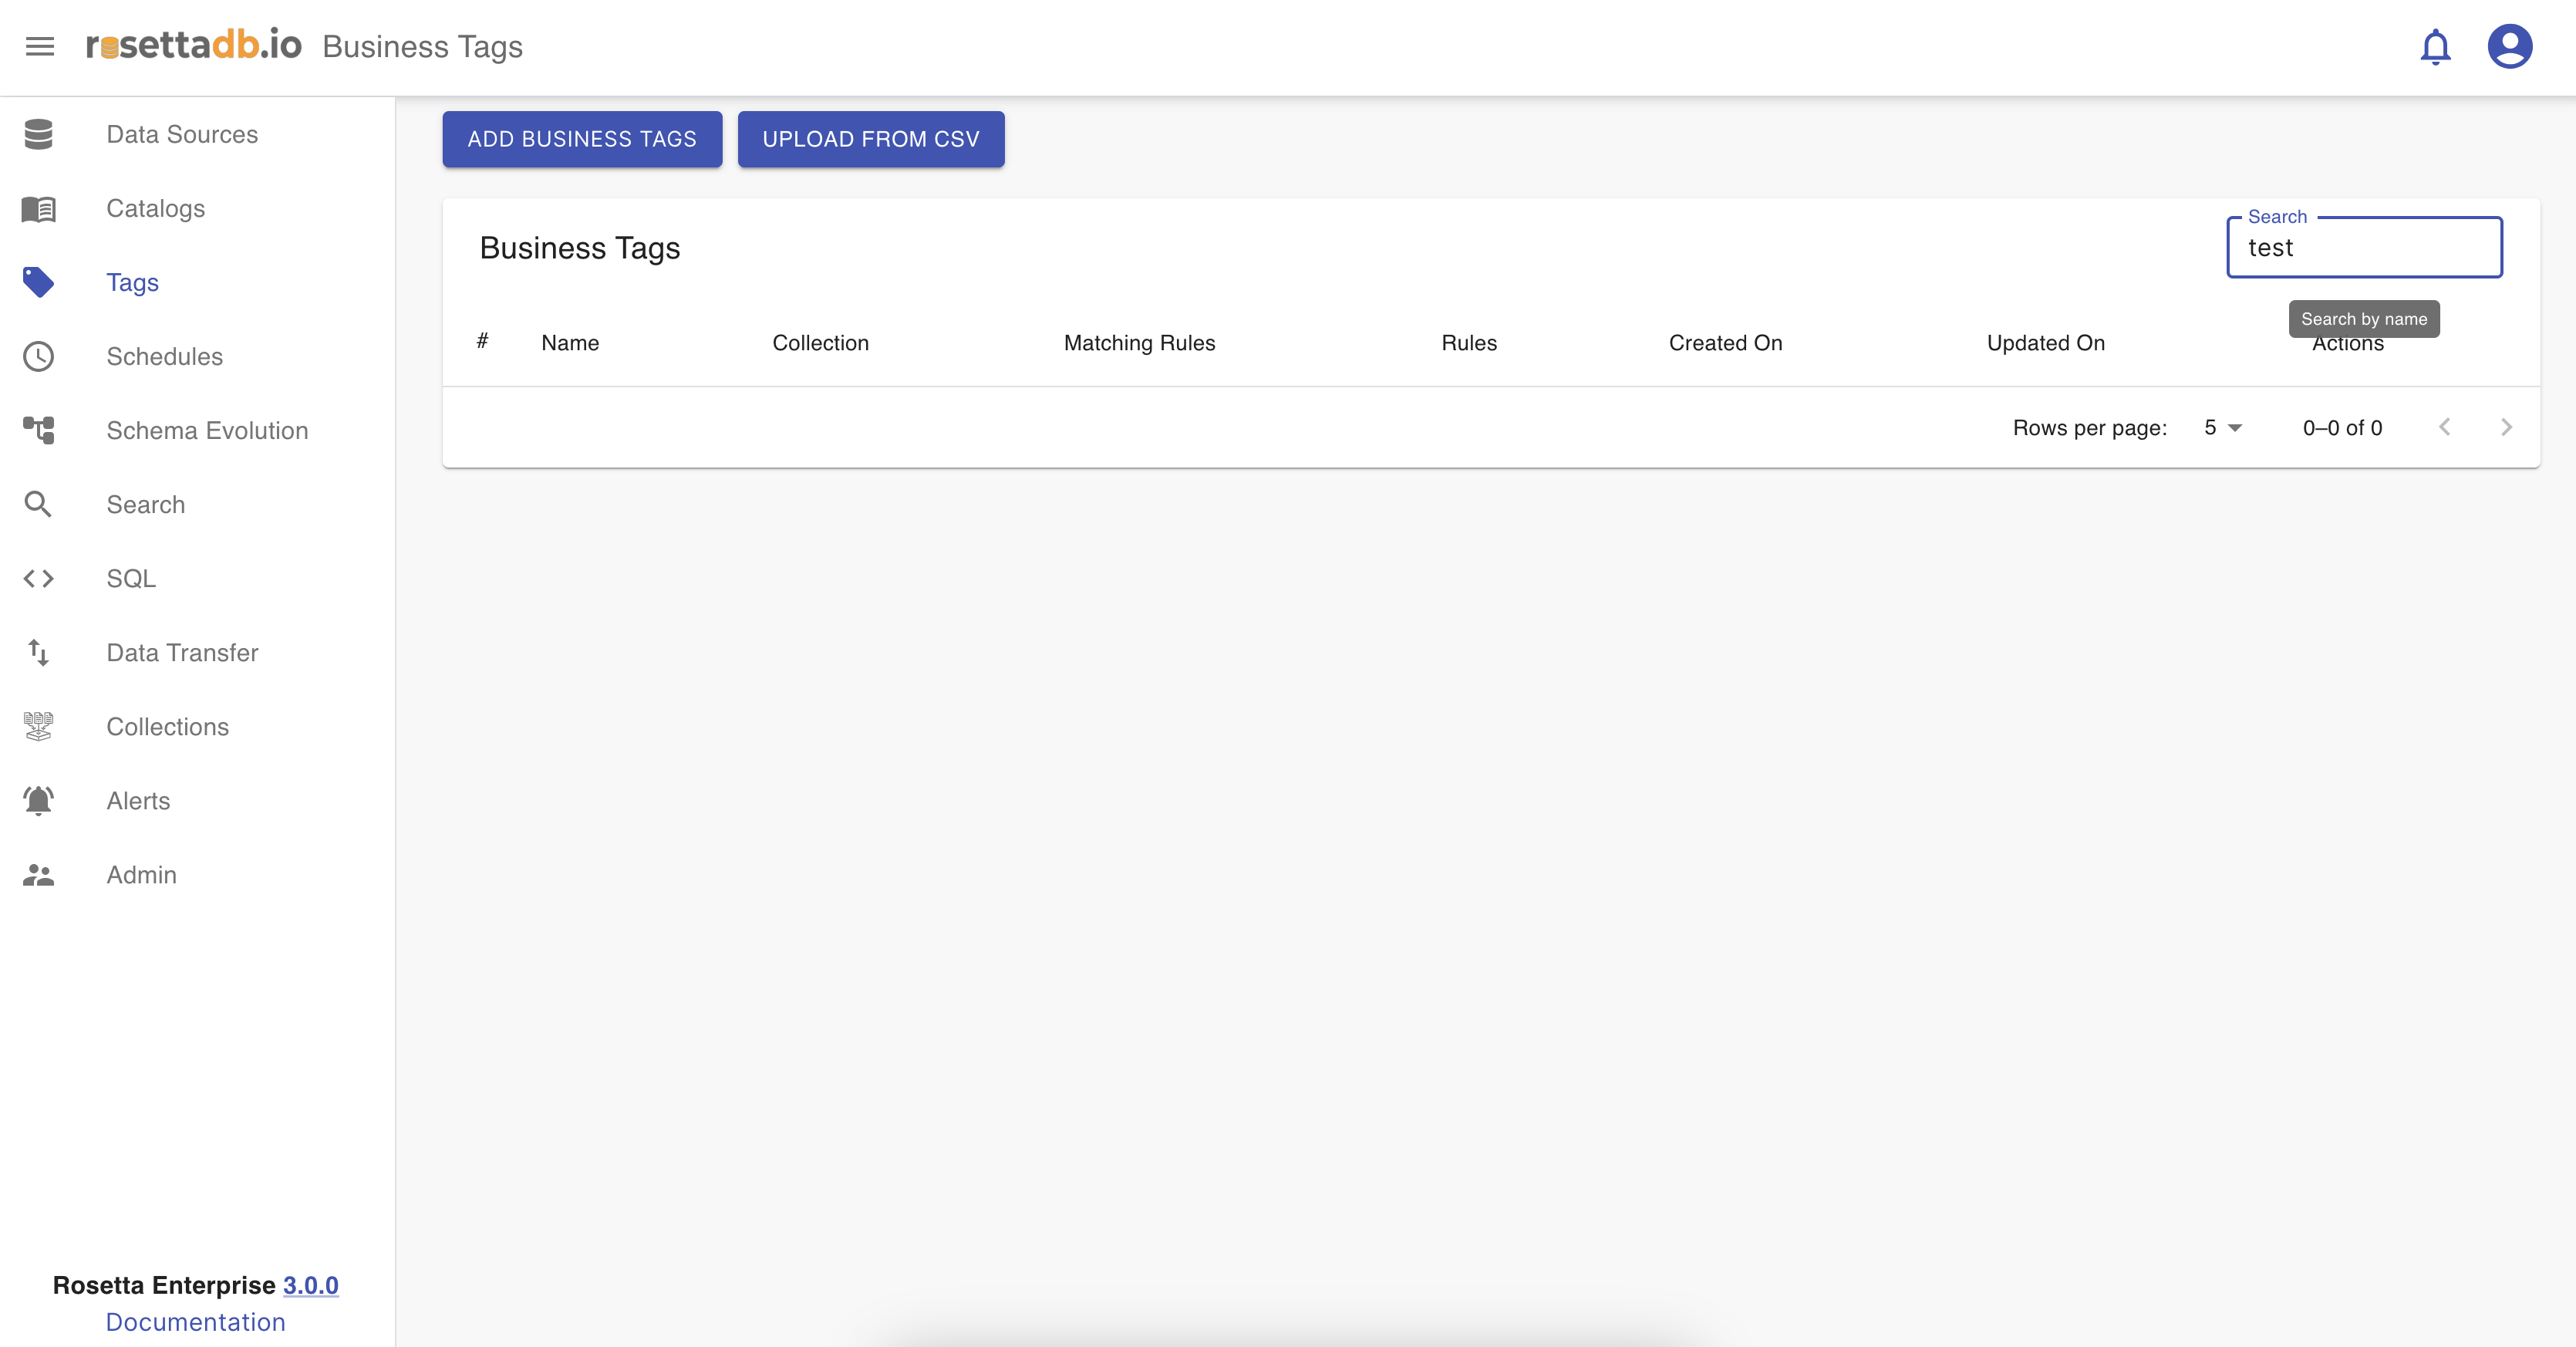 rosettadb.io Business Tags
Data Sources
Catalogs
Tags
Schedules
Schema Evolution
Search
SQL
Data Transfer
Collections
Alerts
Admin
Rosetta Enterprise 3.0.0
Documentation
ADD BUSINESS TAGS UPLOAD FROM CSV
Business Tags
Search
test
Search by name
# Name Collection Matching Rules Rules Created On Updated On Actions
Rows per page: 5 0–0 of 0